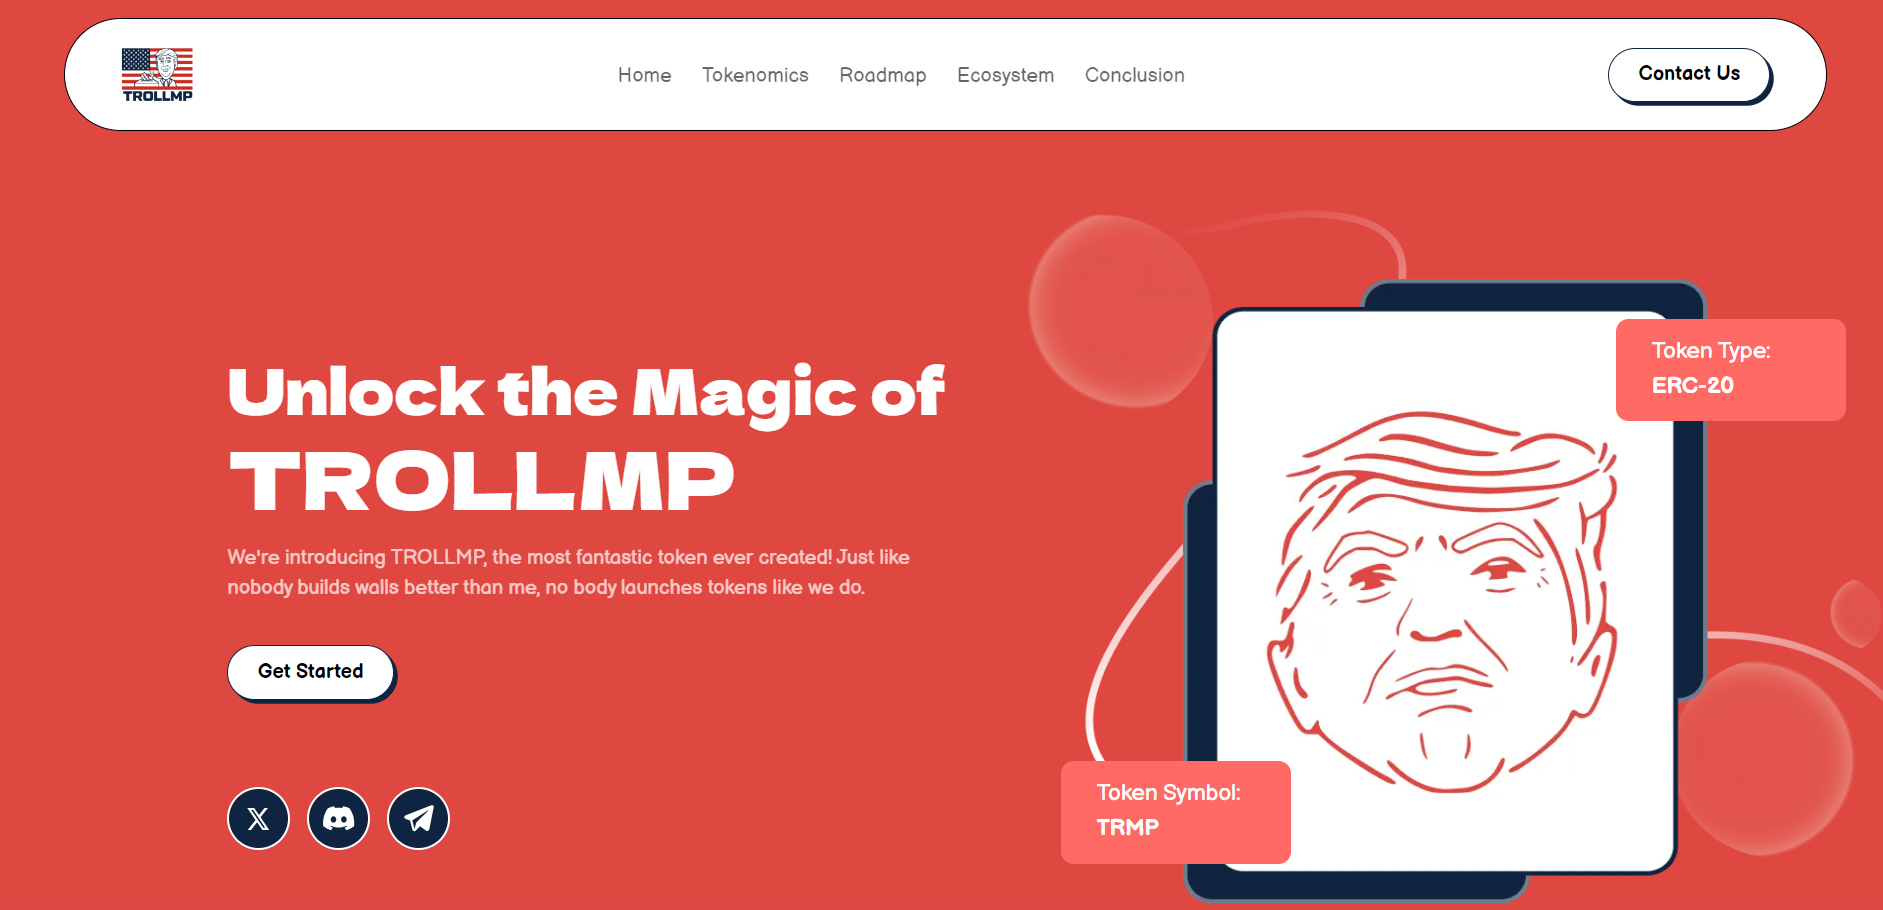 TROLLMP
Home
Tokenomics
Roadmap
Ecosystem
Conclusion
Contact Us
Unlock the Magic of
TROLLMP
We're introducing TROLLMP, the most fantastic token ever created! Just like
nobody builds walls better than me, no body launches tokens like we do.
Get Started
Token Type:
ERC-20
Token Symbol:
TRMP